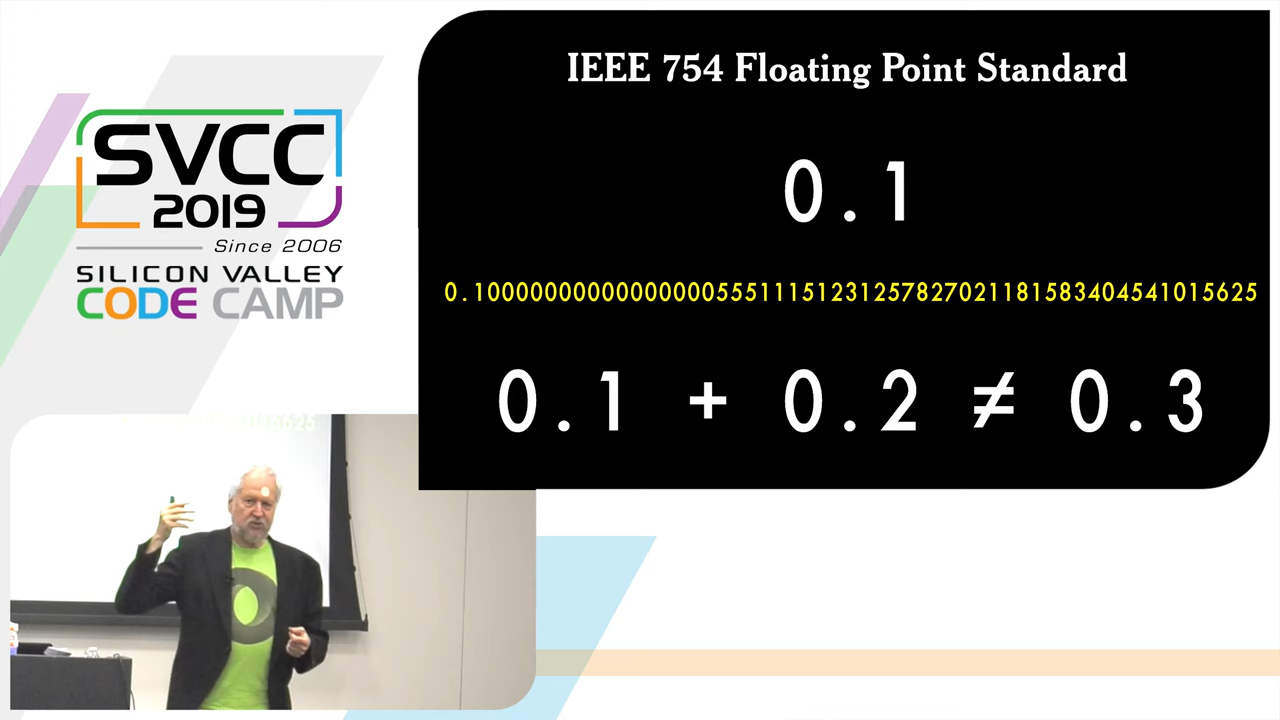 SVCC
2019
Since 2006
SILICON VALLEY
CODE CAMP
IEEE 754 Floating Point Standard
0.1
0.1000000000000000055511151231257827021181583404541015625
0.1 + 0.2 ≠ 0.3